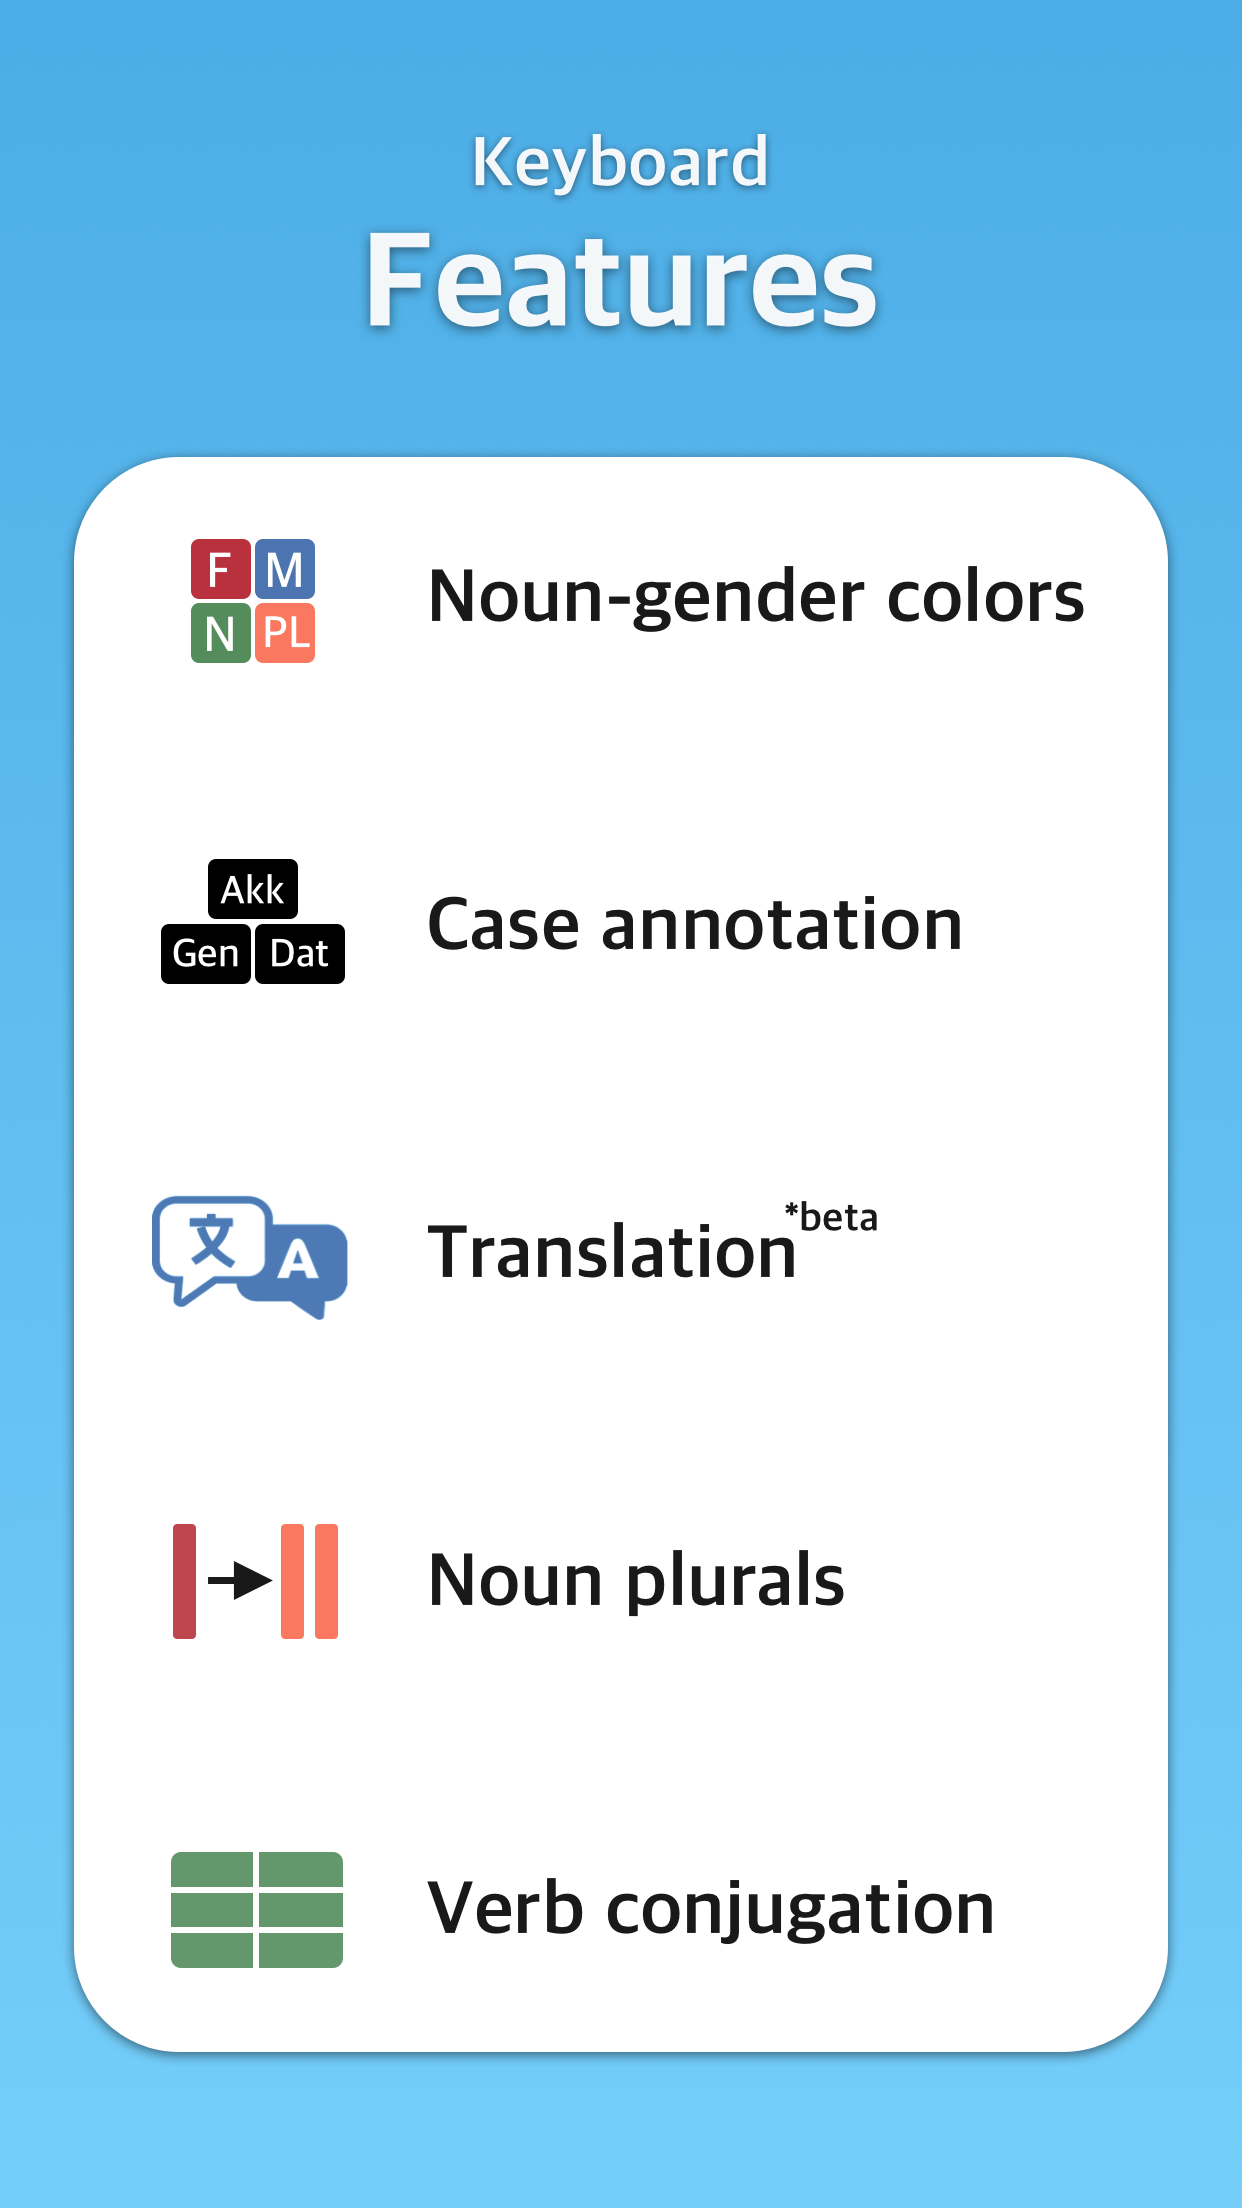 Keyboard
Features
F M
N PL
Noun-gender colors
Akk
Gen Dat
Case annotation
文 A
Translation*beta
Noun plurals
Verb conjugation